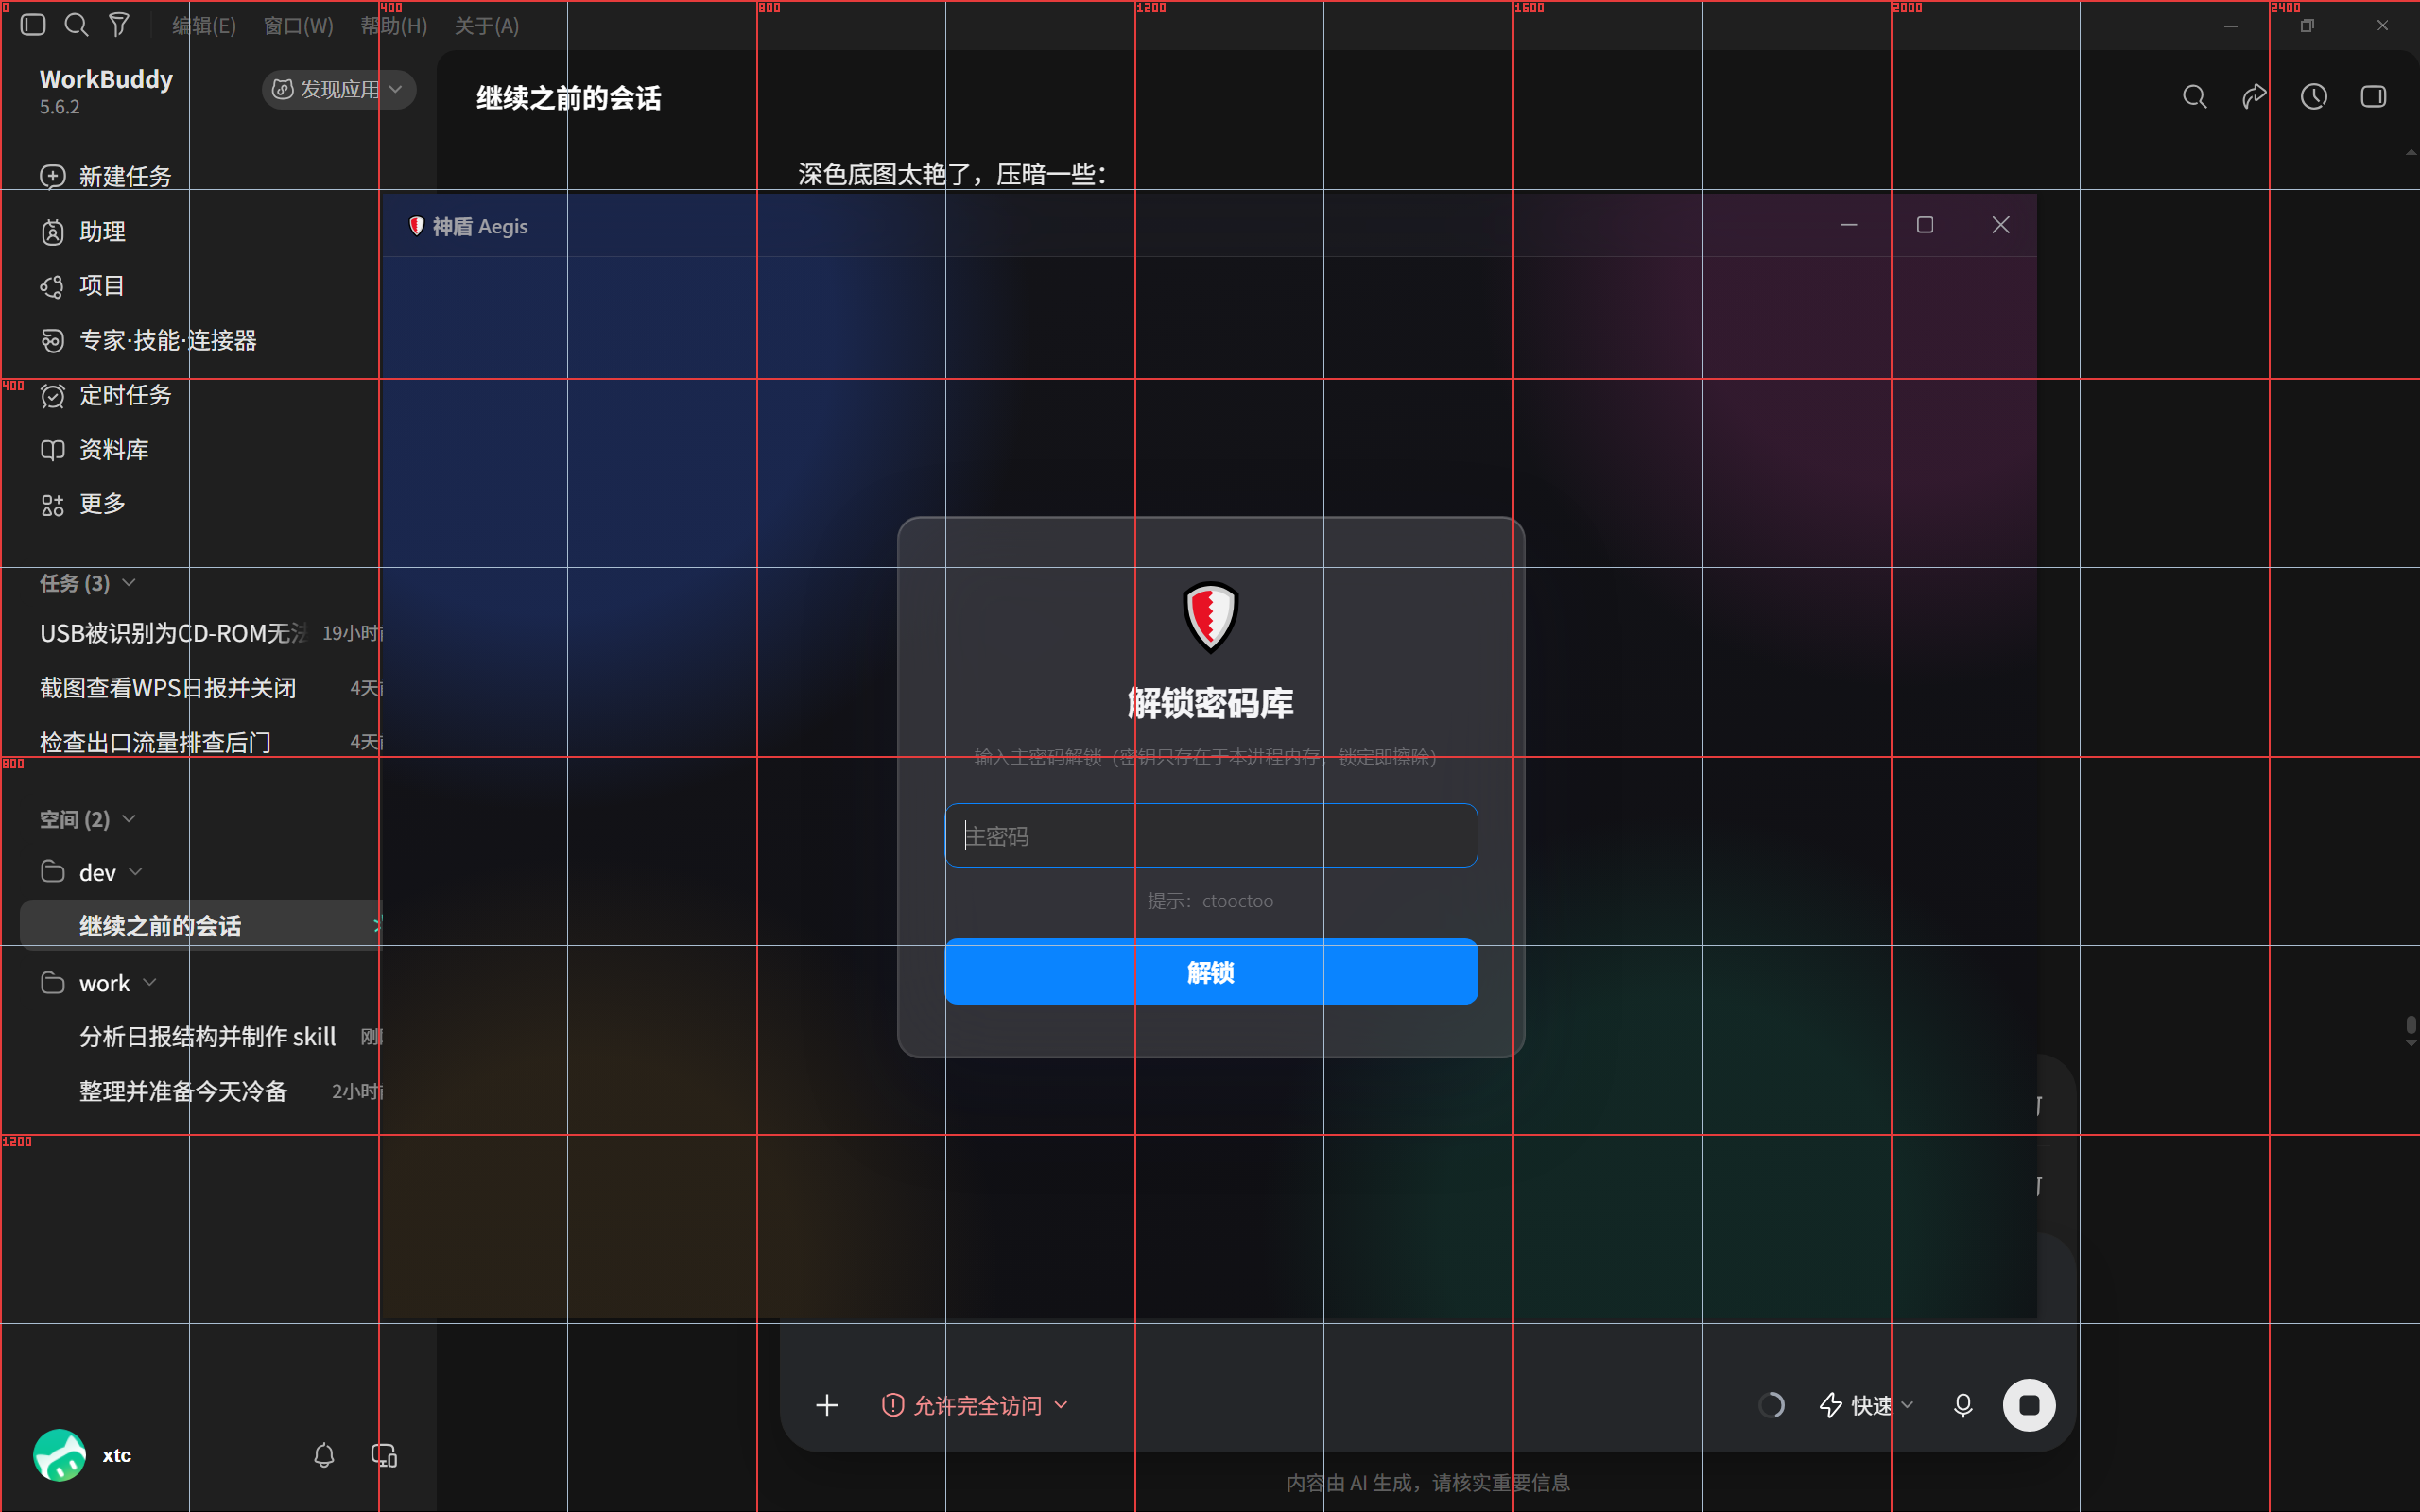 0
400
800
1200
1600
2000
2400
编辑(E) 窗口(W) 帮助(H) 关于(A)
WorkBuddy
5.6.2
发现应用
继续之前的会话
深色底图太艳了，压暗一些：
新建任务
助理
项目
专家·技能·连接器
400
定时任务
资料库
更多
任务 (3)
USB被识别为CD-ROM无法 19小时
截图查看WPS日报并关闭 4天
检查出口流量排查后门 4天
800
空间 (2)
dev
继续之前的会话
work
分析日报结构并制作 skill 刚
整理并准备今天冷备 2小时
1200
xtc
神盾 Aegis
解锁密码库
输入主密码解锁（密钥只存在于本进程内存，锁定即擦除）
主密码
提示：ctooctoo
解锁
允许完全访问
快速
内容由 AI 生成，请核实重要信息